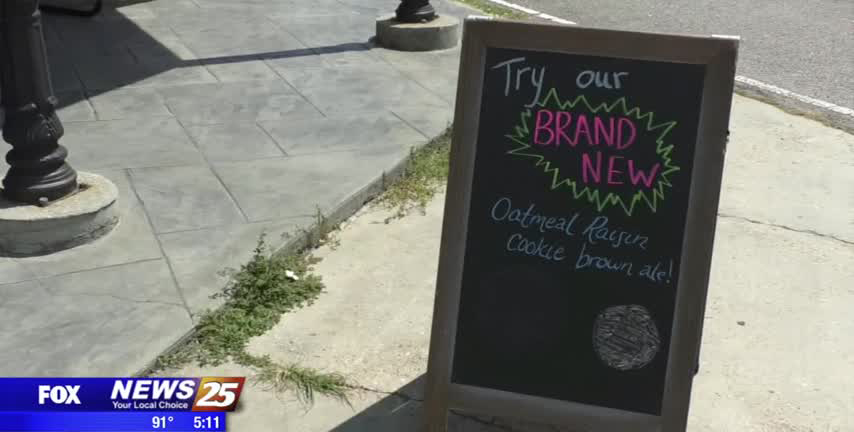 Try our
BRAND
NEW
Oatmeal Raisin
cookie brown ale!
FOX NEWS 25
Your Local Choice
91° 5:11